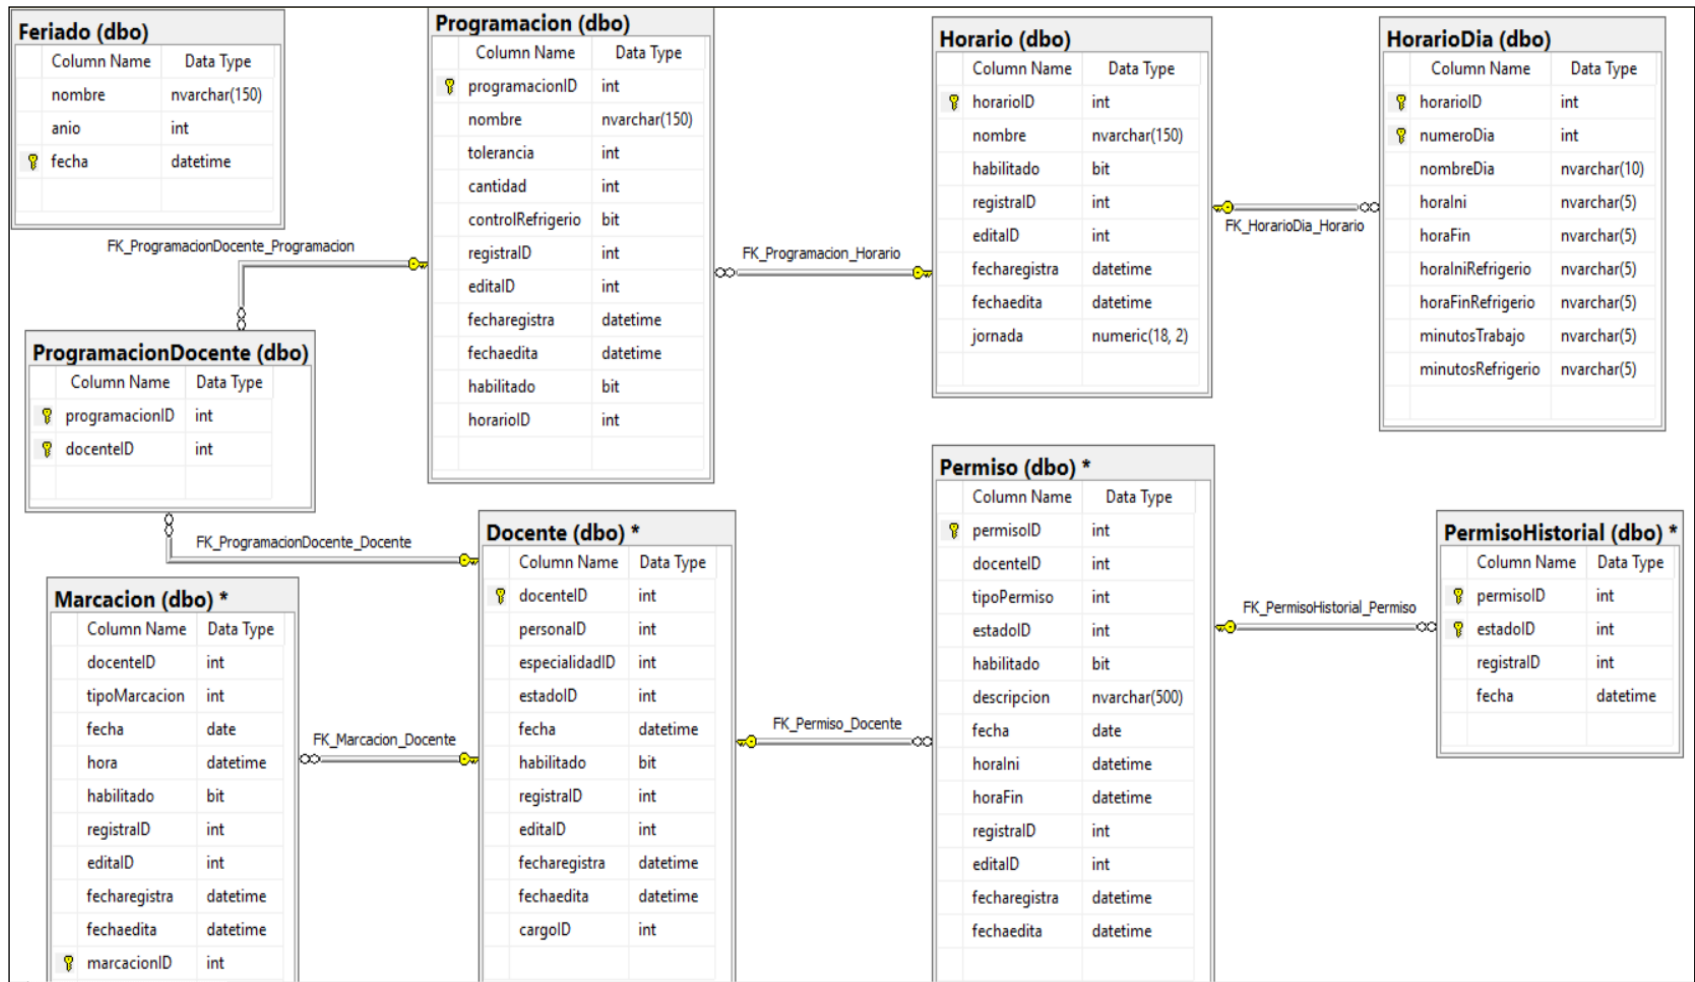 Feriado (dbo)
Column Name Data Type
nombre nvarchar(150)
anio int
fecha datetime
Programacion (dbo)
Column Name Data Type
programacionID int
nombre nvarchar(150)
tolerancia int
cantidad int
controlRefrigerio bit
registraID int
editaID int
fecharegistra datetime
fechaedita datetime
habilitado bit
horarioID int
Horario (dbo)
Column Name Data Type
horarioID int
nombre nvarchar(150)
habilitado bit
registraID int
editaID int
fecharegistra datetime
fechaedita datetime
jornada numeric(18, 2)
HorarioDia (dbo)
Column Name Data Type
horarioID int
numeroDia int
nombreDia nvarchar(10)
horaIni nvarchar(5)
horaFin nvarchar(5)
horaIniRefrigerio nvarchar(5)
horaFinRefrigerio nvarchar(5)
minutosTrabajo nvarchar(5)
minutosRefrigerio nvarchar(5)
FK_ProgramacionDocente_Programacion
FK_Programacion_Horario
FK_HorarioDia_Horario
ProgramacionDocente (dbo)
Column Name Data Type
programacionID int
docenteID int
FK_ProgramacionDocente_Docente
Marcacion (dbo) *
Column Name Data Type
docenteID int
tipoMarcacion int
fecha date
hora datetime
habilitado bit
registraID int
editaID int
fecharegistra datetime
fechaedita datetime
marcacionID int
FK_Marcacion_Docente
Docente (dbo) *
Column Name Data Type
docenteID int
personaID int
especialidadID int
estadoID int
fecha datetime
habilitado bit
registraID int
editaID int
fecharegistra datetime
fechaedita datetime
cargoID int
FK_Permiso_Docente
Permiso (dbo) *
Column Name Data Type
permisoID int
docenteID int
tipoPermiso int
estadoID int
habilitado bit
descripcion nvarchar(500)
fecha date
horaIni datetime
horaFin datetime
registraID int
editaID int
fecharegistra datetime
fechaedita datetime
FK_PermisoHistorial_Permiso
PermisoHistorial (dbo) *
Column Name Data Type
permisoID int
estadoID int
registraID int
fecha datetime